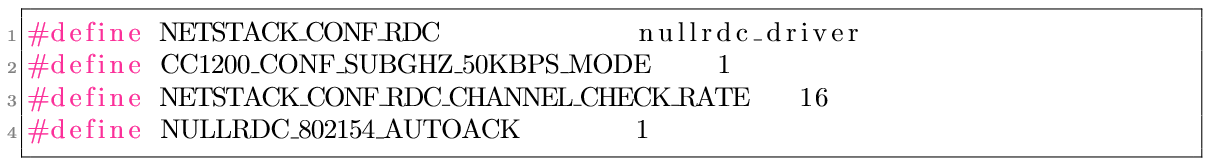 1 #define NETSTACK_CONF_RDC nullrdc_driver
2 #define CC1200_CONF_SUBGHZ_50KBPS_MODE 1
3 #define NETSTACK_CONF_RDC_CHANNEL_CHECK_RATE 16
4 #define NULLRDC_802154_AUTOACK 1